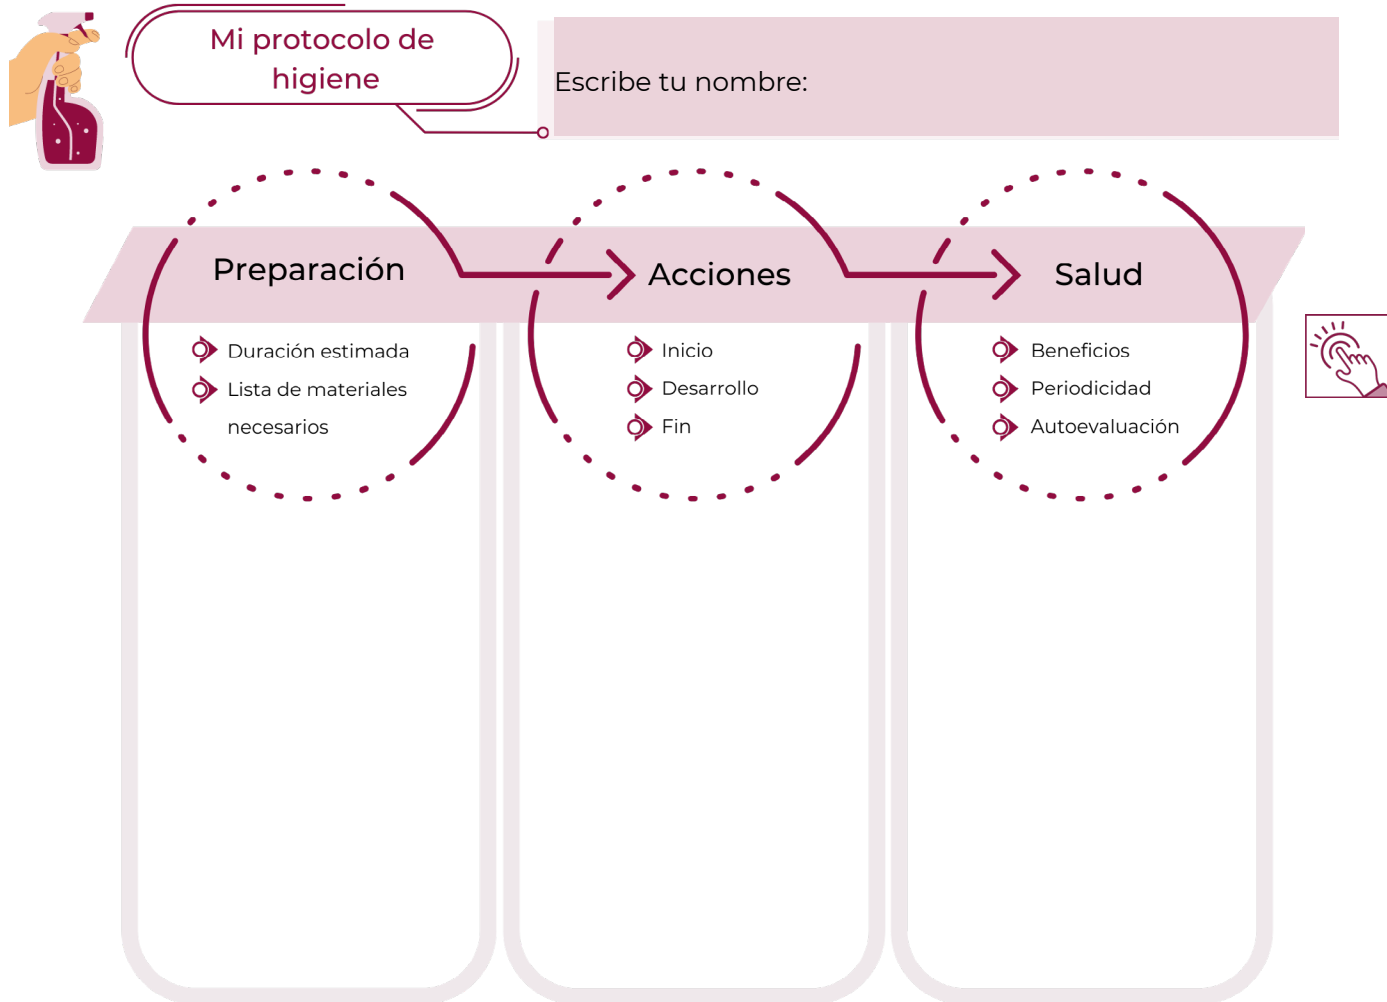 Mi protocolo de
higiene
Escribe tu nombre:
Preparación
Duración estimada
Lista de materiales
necesarios
Acciones
Inicio
Desarrollo
Fin
Salud
Beneficios
Periodicidad
Autoevaluación